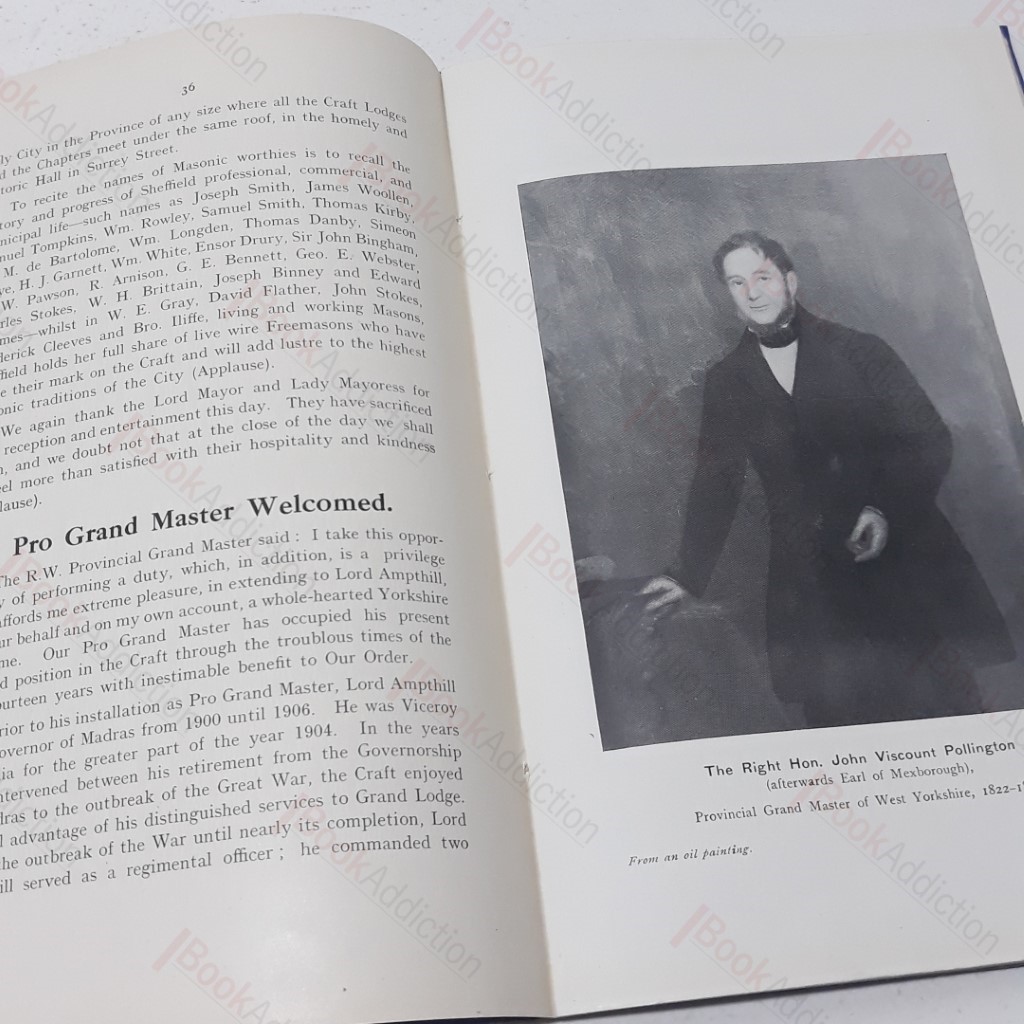 36
ly City in the Province of any size where all the Craft Lodges
d the Chapters meet under the same roof, in the homely and
toric Hall in Surrey Street.
To recite the names of Masonic worthies is to recall the
tory and progress of Sheffield professional, commercial, and
nicipal life—such names as Joseph Smith, James Woollen,
nuel Tompkins, Wm. Rowley, Samuel Smith, Thomas Kirby,
M. de Bartolome, Wm. Longden, Thomas Danby, Simeon
ye, H. J. Garnett, Wm. White, Ensor Drury, Sir John Bingham,
W. Pawson, R. Arnison, G. E. Bennett, Geo. E. Webster,
rles Stokes, W. H. Brittain, Joseph Binney and Edward
mes—whilst in W. E. Gray, David Flather, John Stokes,
derick Cleeves and Bro. Iliffe, living and working Masons,
field holds her full share of live wire Freemasons who have
e their mark on the Craft and will add lustre to the highest
onic traditions of the City (Applause).
We again thank the Lord Mayor and Lady Mayoress for
reception and entertainment this day. They have sacrificed
h, and we doubt not that at the close of the day we shall
eel more than satisfied with their hospitality and kindness
lause).
Pro Grand Master Welcomed.
The R.W. Provincial Grand Master said : I take this oppor-
y of performing a duty, which, in addition, is a privilege
affords me extreme pleasure, in extending to Lord Ampthill,
ur behalf and on my own account, a whole-hearted Yorkshire
me. Our Pro Grand Master has occupied his present
d position in the Craft through the troublous times of the
ourteen years with inestimable benefit to Our Order.
rior to his installation as Pro Grand Master, Lord Ampthill
overnor of Madras from 1900 until 1906. He was Viceroy
ia for the greater part of the year 1904. In the years
ntervened between his retirement from the Governorship
dras to the outbreak of the Great War, the Craft enjoyed
l advantage of his distinguished services to Grand Lodge.
he outbreak of the War until nearly its completion, Lord
ill served as a regimental officer ; he commanded two
The Right Hon. John Viscount Pollington
(afterwards Earl of Mexborough),
Provincial Grand Master of West Yorkshire, 1822-1
From an oil painting.
BookAddiction